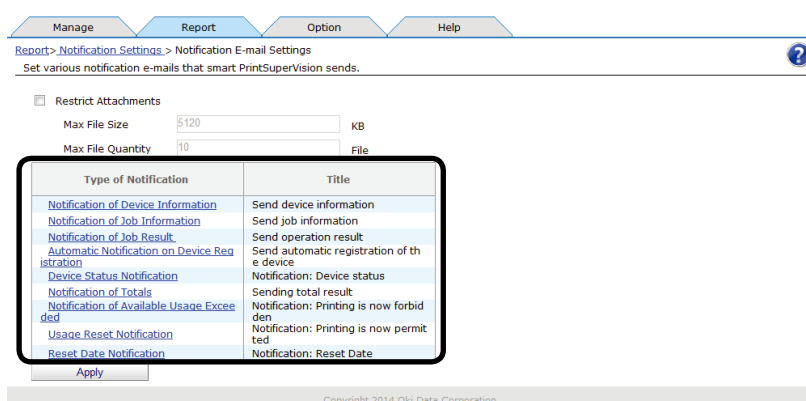 Manage Report Option Help
Report> Notification Settings > Notification E-mail Settings
?
Set various notification e-mails that smart PrintSuperVision sends.
Restrict Attachments
Max File Size 5120 KB
Max File Quantity 10 File
Type of Notification Title
Notification of Device Information Send device information
Notification of Job Information Send job information
Notification of Job Result Send operation result
Automatic Notification on Device Reg Send automatic registration of th
istration e device
Device Status Notification Notification: Device status
Notification of Totals Sending total result
Notification of Available Usage Excee Notification: Printing is now forbid
ded den
Usage Reset Notification Notification: Printing is now permit
ted
Reset Date Notification Notification: Reset Date
Apply
Copyright 2014 Oki Data Corporation